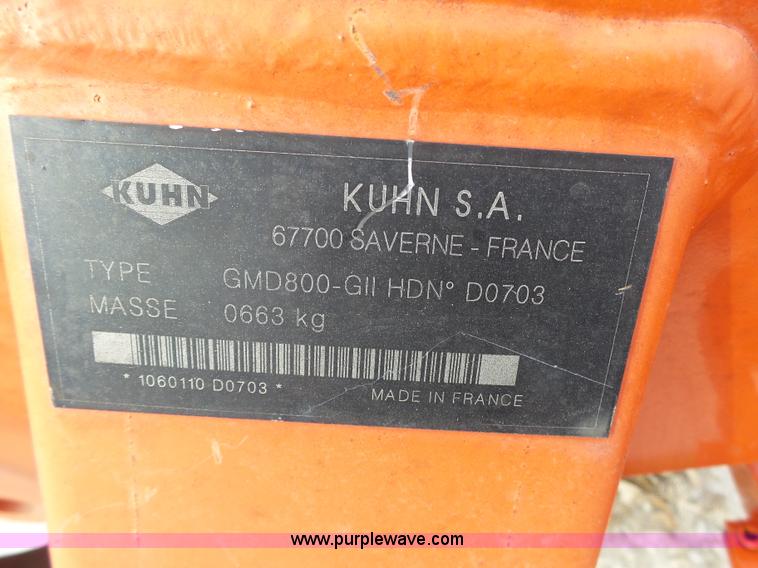 KUHN
KUHN S.A.
67700 SAVERNE - FRANCE
TYPE GMD800-GII HDN° D0703
MASSE 0663 kg
* 1060110 D0703 *
MADE IN FRANCE
www.purplewave.com